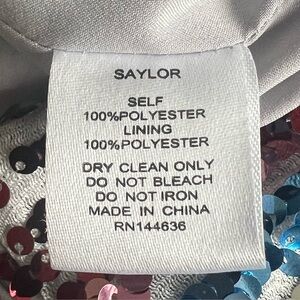 SAYLOR
SELF
100%POLYESTER
LINING
100%POLYESTER
DRY CLEAN ONLY
DO NOT BLEACH
DO NOT IRON
MADE IN CHINA
RN144636